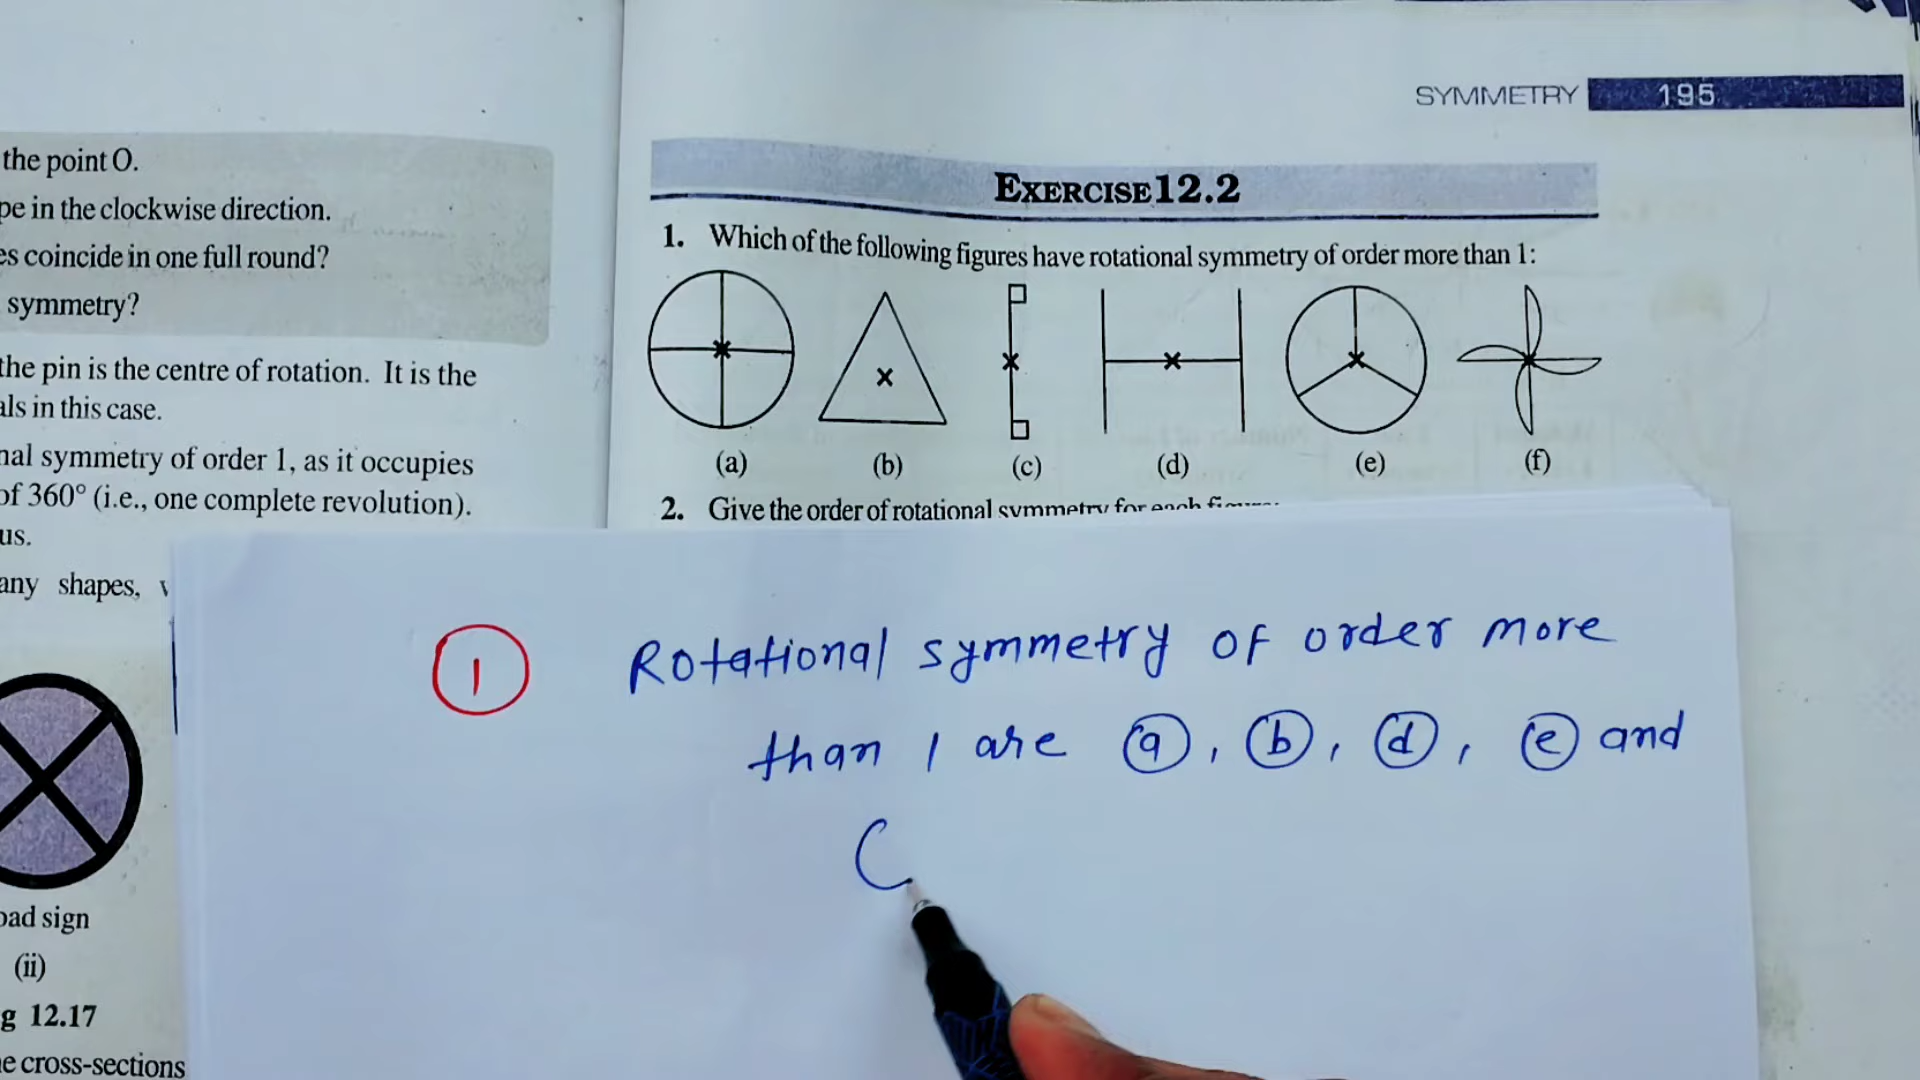 SYMMETRY 195
the point O.
pe in the clockwise direction.
es coincide in one full round?
symmetry?
the pin is the centre of rotation. It is the
als in this case.
nal symmetry of order 1, as it occupies
of 360° (i.e., one complete revolution).
us.
any shapes,
oad sign
(ii)
g 12.17
e cross-sections
EXERCISE 12.2
1. Which of the following figures have rotational symmetry of order more than 1:
(a) (b) (c) (d) (e) (f)
2. Give the order of rotational symmetry for each
1 Rotational symmetry of order more
than 1 are a, b, d, e and